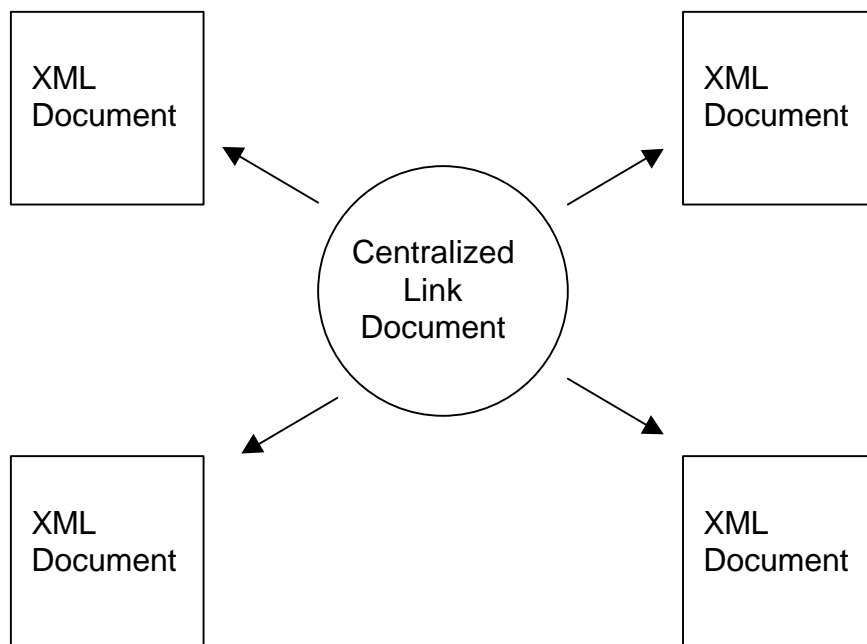 XML
Document
XML
Document
Centralized
Link
Document
XML
Document
XML
Document